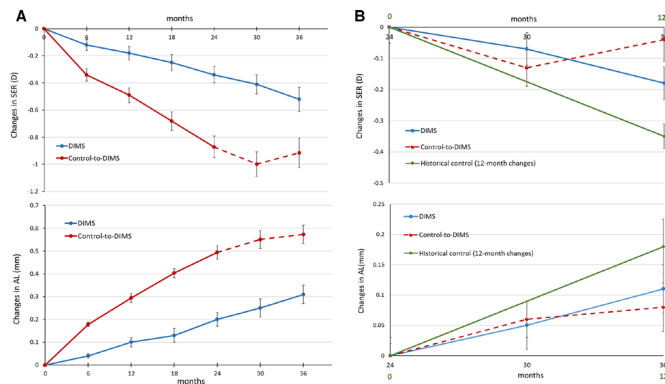 A
months
0 6 12 18 24 30 36
0
-0.2
-0.4
-0.6
-0.8
-1
-1.2
Changes in SER (D)
DIMS
Control-to-DIMS
0.6
0.5
0.4
0.3
0.2
0.1
0
Changes in AL (mm)
DIMS
Control-to-DIMS
0 6 12 18 24 30 36
months
B
0 months 12
24 30
0
-0.1
-0.2
-0.3
-0.4
-0.5
Changes in SER (D)
DIMS
Control-to-DIMS
Historical control (12-month changes)
0.25
0.2
0.15
0.1
0.05
0
Changes in AL(mm)
DIMS
Control-to-DIMS
Historical control (12-month changes)
24 30
0 months 12